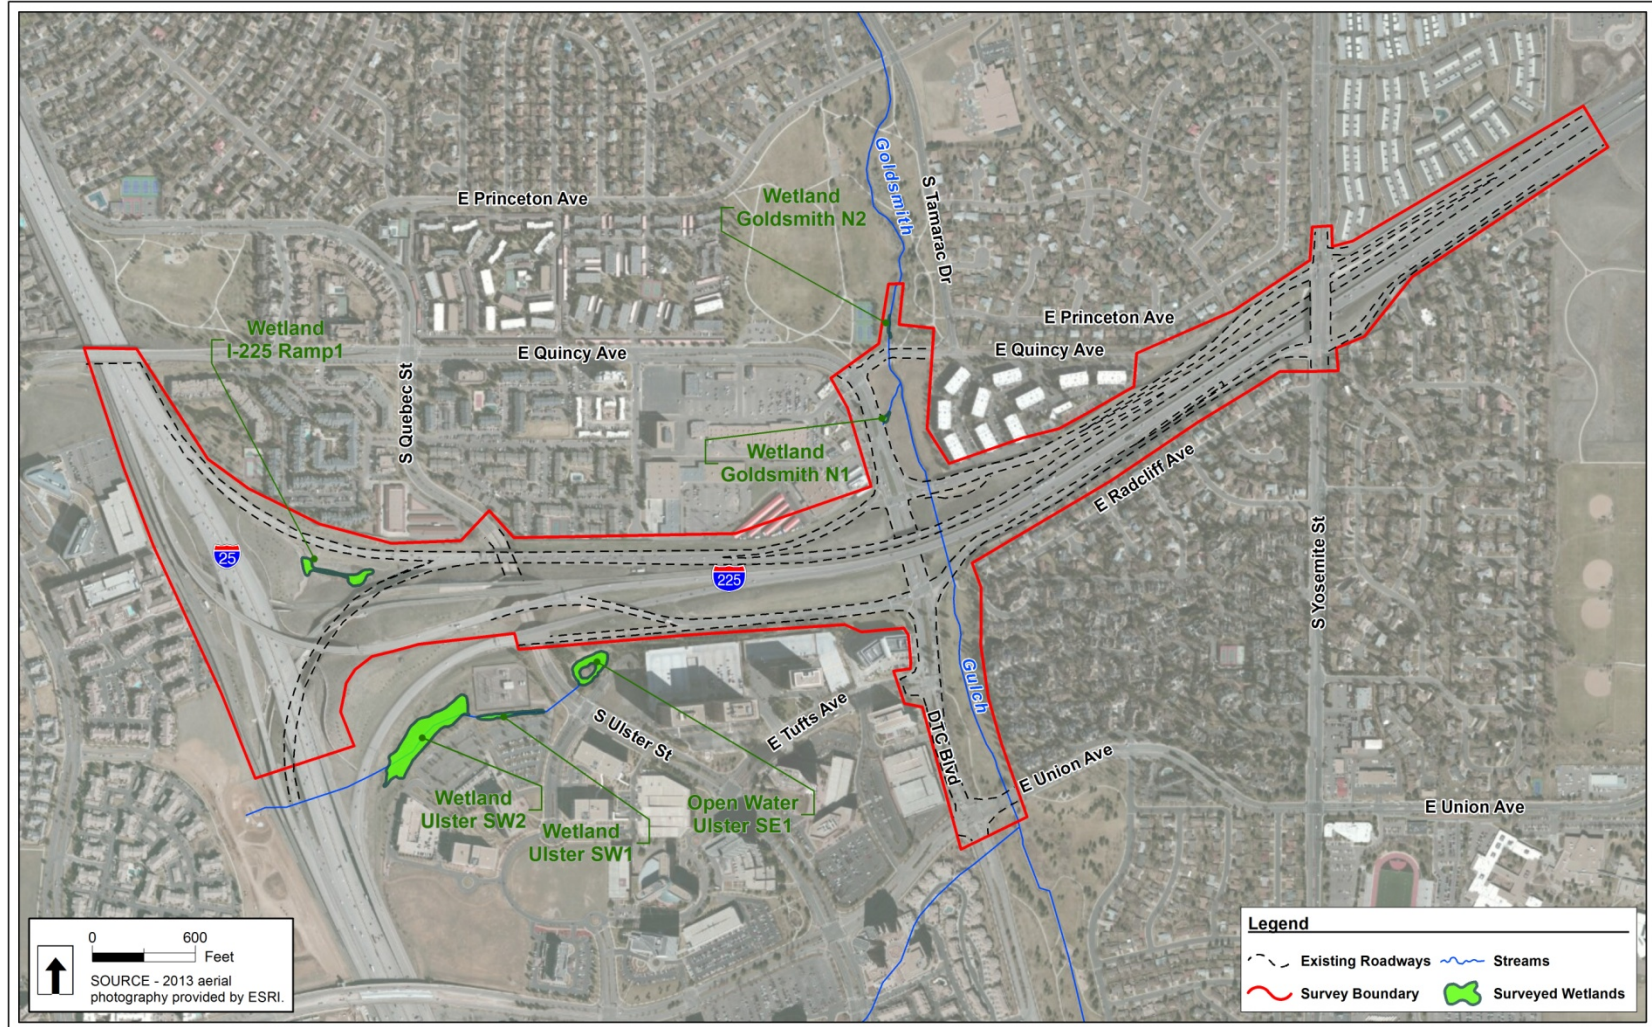 E Princeton Ave
Wetland
Goldsmith N2
Goldsmith
S Tamarac Dr
E Princeton Ave
Wetland
I-225 Ramp1
E Quincy Ave
E Quincy Ave
S Quebec St
Wetland
Goldsmith N1
E Radcliff Ave
25
225
S Yosemite St
Gulch
S Ulster St
E Tufts Ave
DTC Blvd
E Union Ave
Wetland
Ulster SW2
Wetland
Ulster SW1
Open Water
Ulster SE1
E Union Ave
0 600
Feet
SOURCE - 2013 aerial
photography provided by ESRI.
Legend
Existing Roadways
Streams
Survey Boundary
Surveyed Wetlands